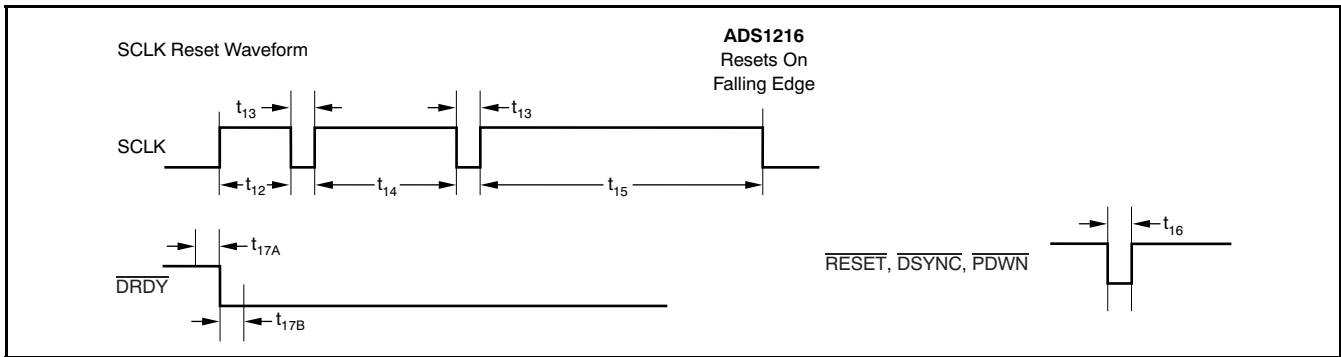 SCLK Reset Waveform
ADS1216
Resets On
Falling Edge
t13
t13
SCLK
t12
t14
t15
t17A
DRDY
t17B
RESET, DSYNC, PDWN
t16